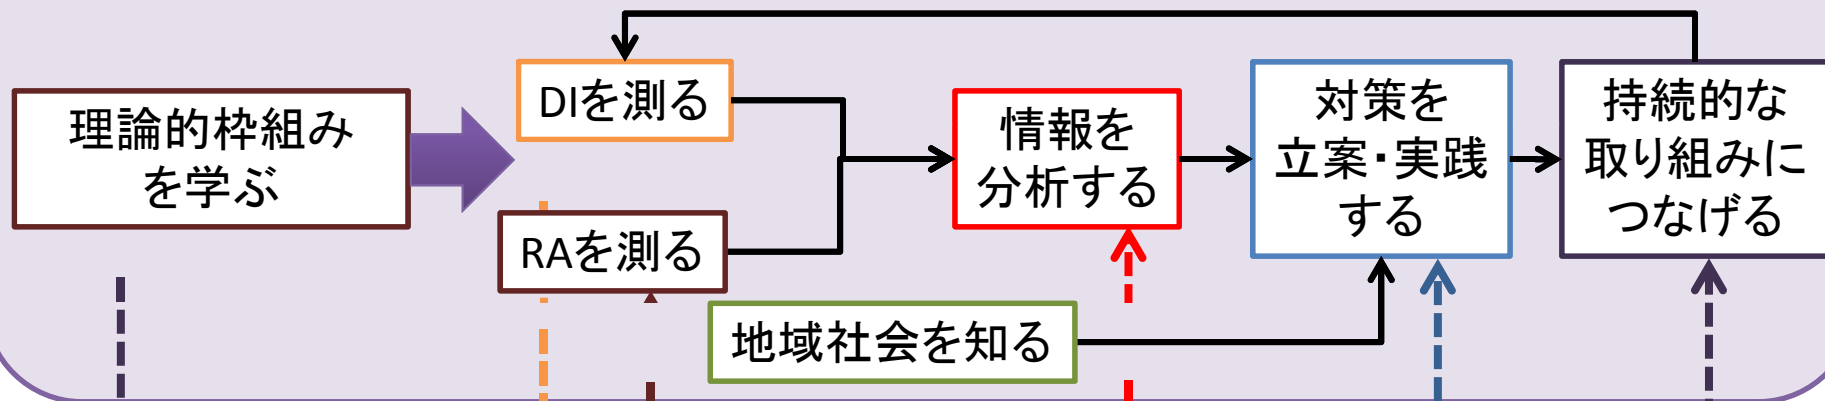 理論的枠組み
を学ぶ
DIを測る
RAを測る
情報を
分析する
地域社会を知る
対策を
立案・実践
する
持続的な
取り組みに
つなげる